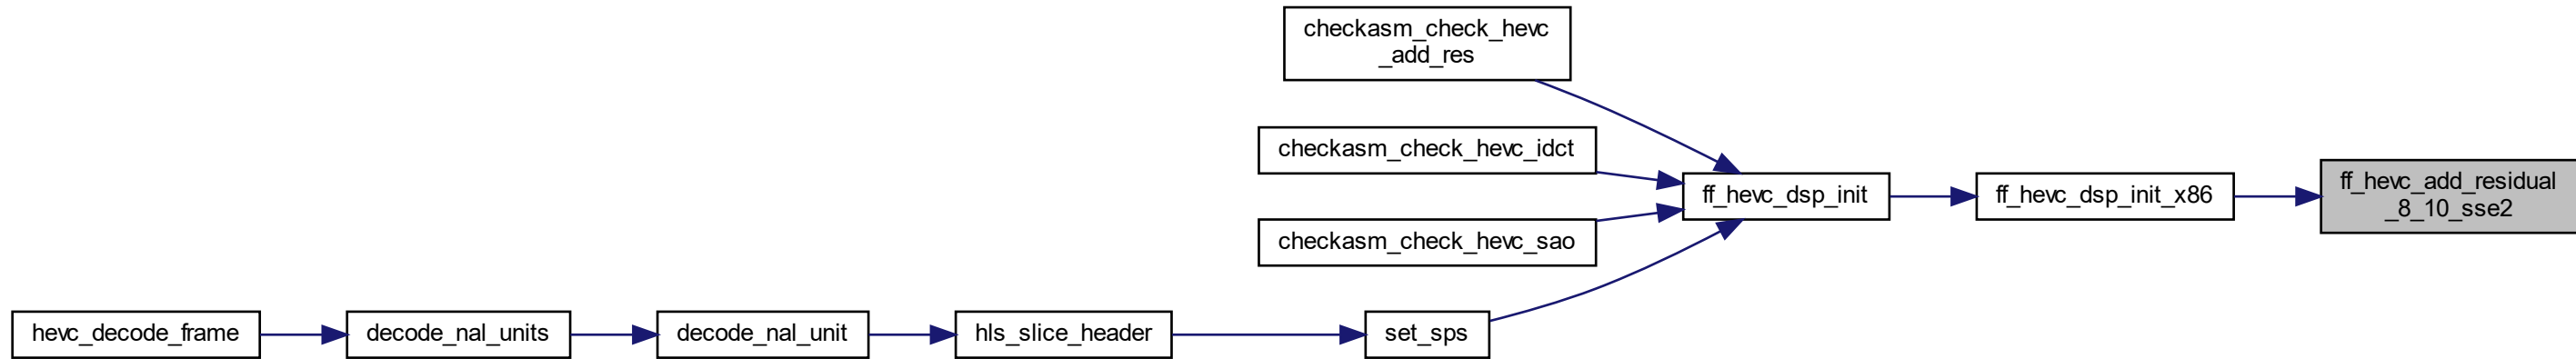 checkasm_check_hevc
_add_res
checkasm_check_hevc_idct
ff_hevc_dsp_init
ff_hevc_dsp_init_x86
ff_hevc_add_residual
_8_10_sse2
checkasm_check_hevc_sao
hevc_decode_frame
decode_nal_units
decode_nal_unit
hls_slice_header
set_sps